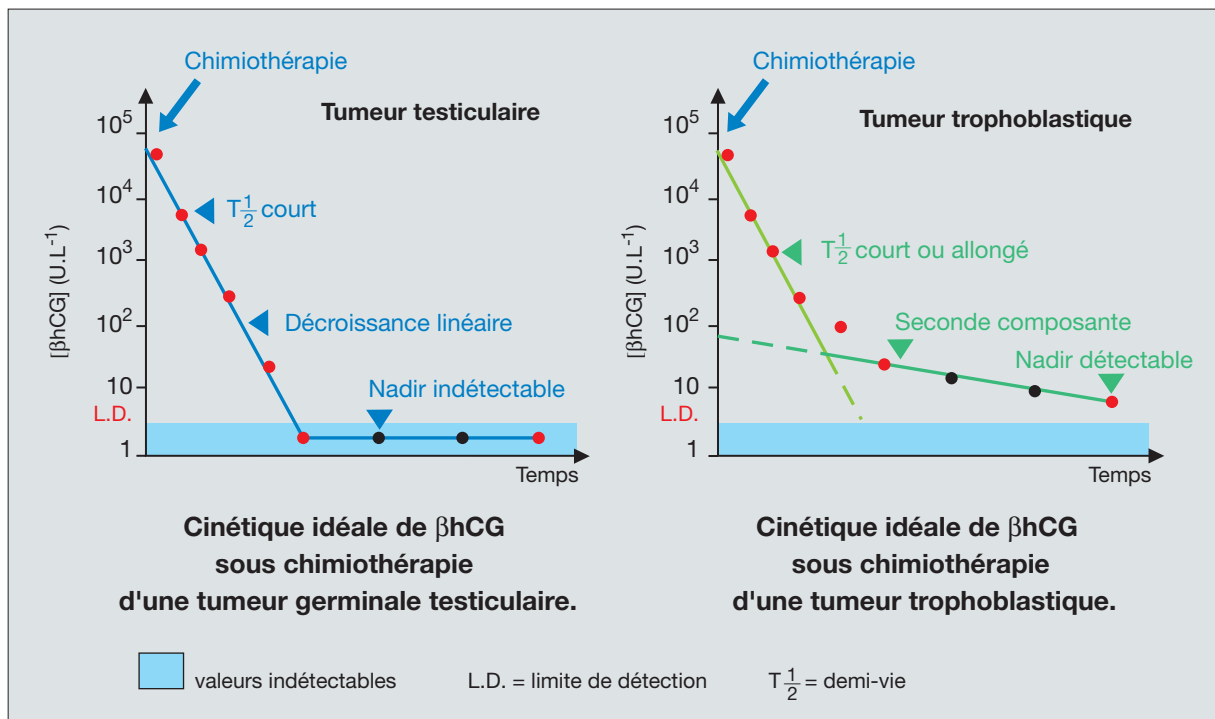 Chimiothérapie
Tumeur testiculaire
[βhCG] (U.L⁻¹)
10⁵
10⁴
10³
10²
10
L.D.
1
T½ court
Décroissance linéaire
Nadir indétectable
Temps
Cinétique idéale de βhCG
sous chimiothérapie
d'une tumeur germinale testiculaire.
Chimiothérapie
Tumeur trophoblastique
[βhCG] (U.L⁻¹)
10⁵
10⁴
10³
10²
10
L.D.
1
T½ court ou allongé
Seconde composante
Nadir détectable
Temps
Cinétique idéale de βhCG
sous chimiothérapie
d'une tumeur trophoblastique.
valeurs indétectables
L.D. = limite de détection
T½ = demi-vie